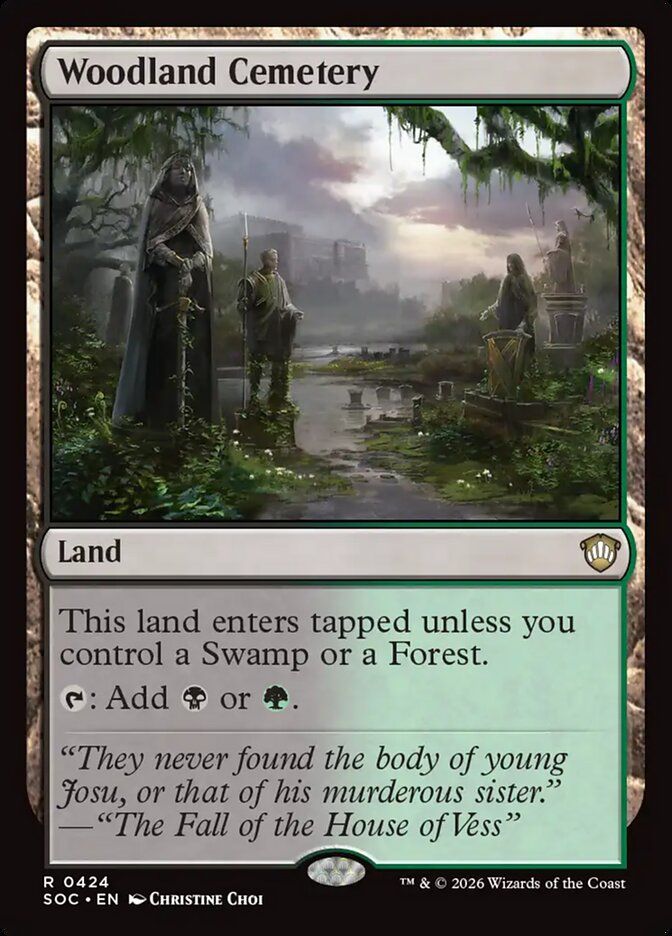 Woodland Cemetery
Land
This land enters tapped unless you
control a Swamp or a Forest.
: Add or .
“They never found the body of young
Josu, or that of his murderous sister.”
—“The Fall of the House of Vess”
R 0424
SOC • EN Christine Choi
™ & © 2026 Wizards of the Coast